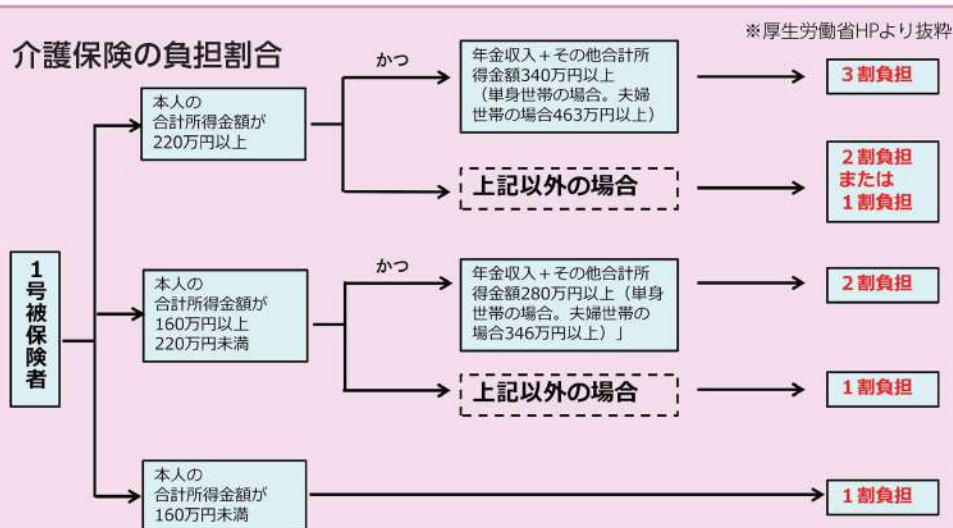 ※厚生労働省HPより抜粋
介護保険の負担割合
かつ
年金収入＋その他合計所
得金額340万円以上
（単身世帯の場合。夫婦
世帯の場合463万円以上）
３割負担
本人の
合計所得金額が
220万円以上
上記以外の場合
２割負担
または
１割負担
１号被保険者
かつ
本人の
合計所得金額が
160万円以上
220万円未満
年金収入＋その他合計所
得金額280万円以上（単身
世帯の場合。夫婦世帯の
場合346万円以上）」
２割負担
上記以外の場合
１割負担
本人の
合計所得金額が
160万円未満
１割負担